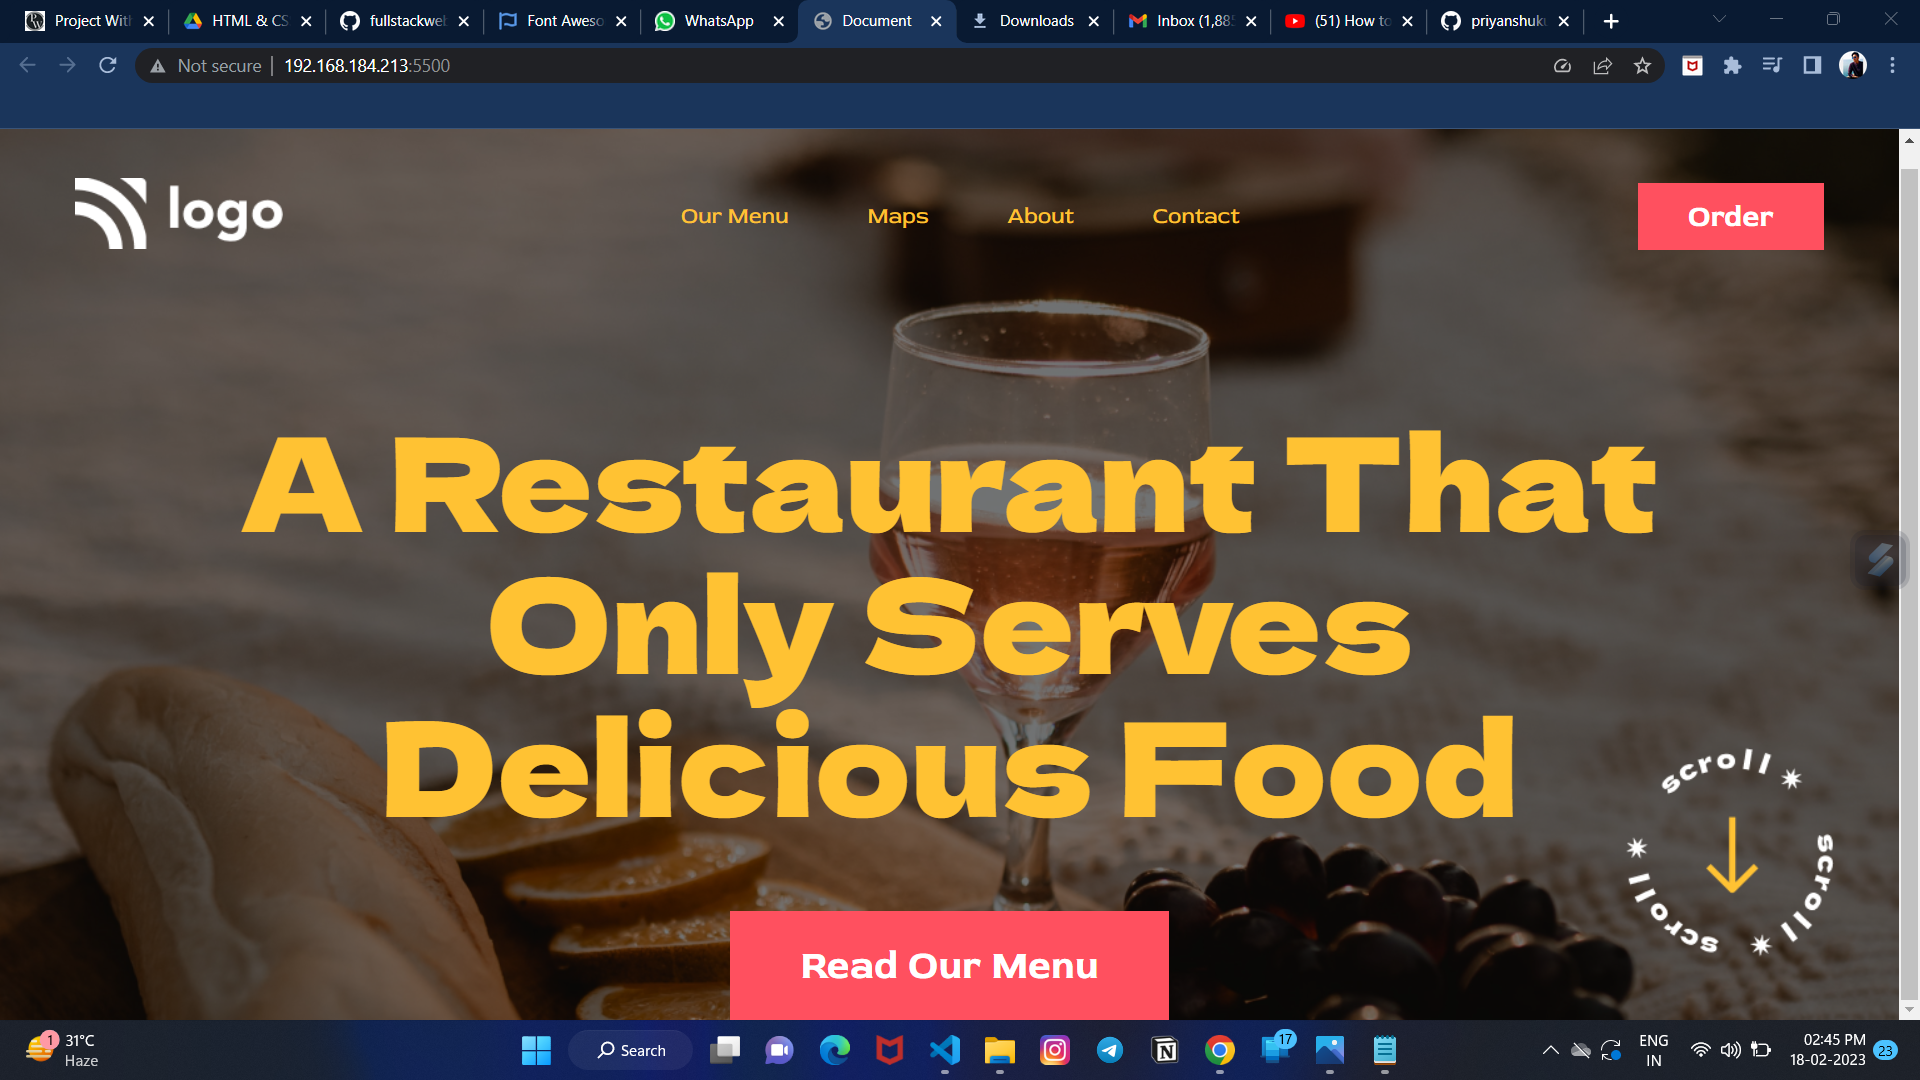 Project With
HTML & CS
fullstackwe
Font Aweso
WhatsApp
Document
Downloads
Inbox (1,88
(51) How to
priyanshuku
Not secure
192.168.184.213:5500
logo
Our Menu
Maps
About
Contact
Order
A Restaurant That
Only Serves
Delicious Food
scroll
scroll
scroll
Read Our Menu
1
31°C
Haze
Search
17
ENG
IN
02:45 PM
18-02-2023
23